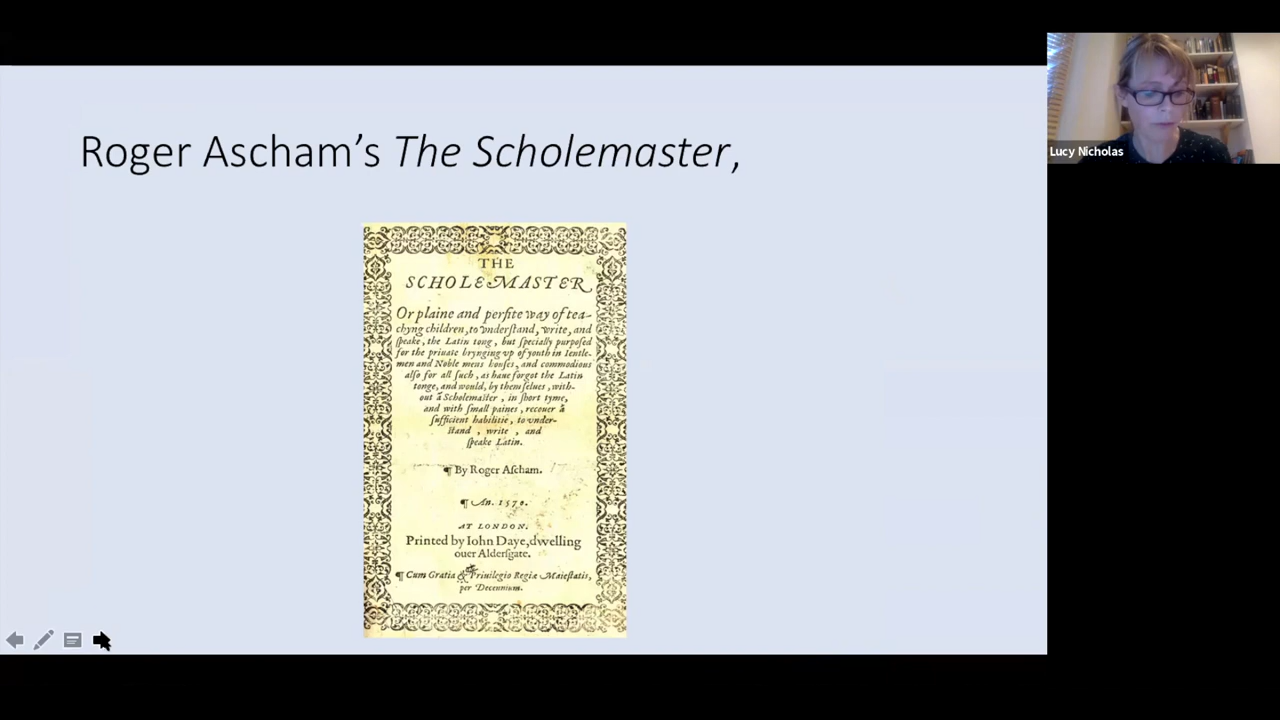 Roger Ascham’s The Scholemaster,
THE
SCHOLEMASTER
Or plaine and perfite way of tea-
chyng children, to vnderſtand, write, and
ſpeake, the Latin tong, but ſpecially purpoſed
for the priuate brynging vp of youth in Ientle-
men and Noble mens houſes, and commodious
alſo for all ſuch, as haue forgot the Latin
tonge, and would, by themſelues, with-
out ā Scholemaſter, in ſhort tyme,
and with ſmall paines, recouer ā
ſufficient habilitie, to vnder-
ſtand, write, and
ſpeake Latin.
¶ By Roger Aſcham.
¶ An. 1570.
AT LONDON.
Printed by Iohn Daye, dwelling
ouer Alderſgate.
¶ Cum Gratia & Priuilegio Regiæ Maieſtatis,
per Decennium.
Lucy Nicholas